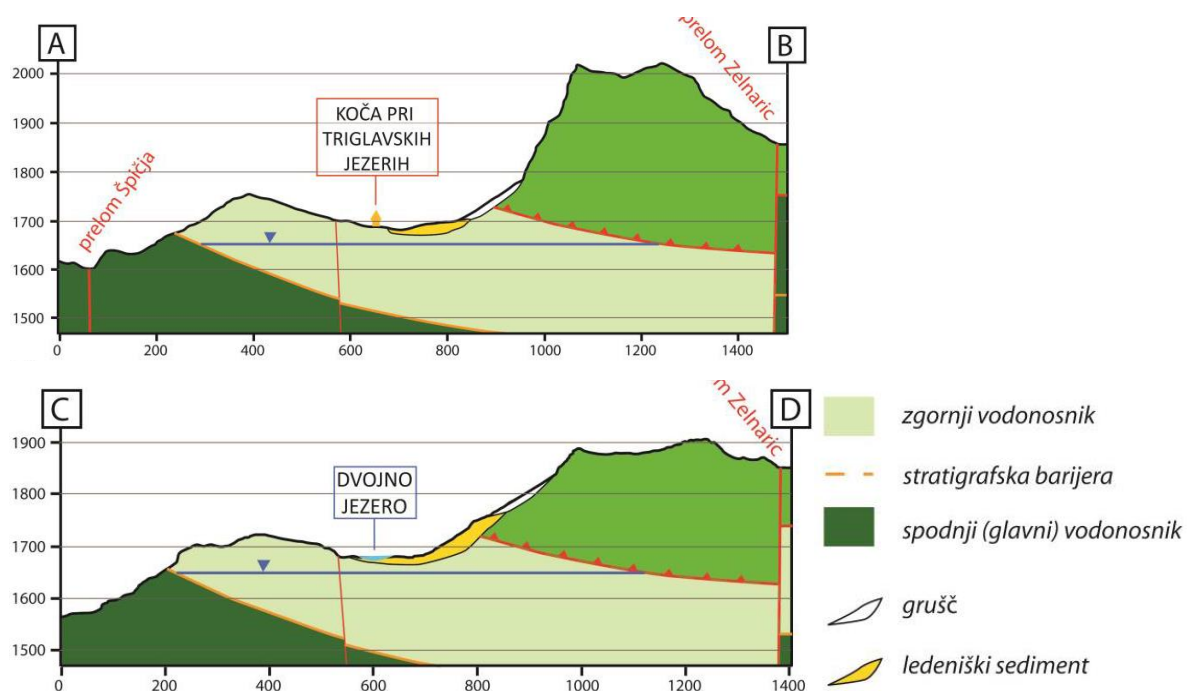 A
B
prelom Zelnaric
2000
1900
1800
1700
1600
1500
KOČA PRI
TRIGLAVSKIH
JEZERIH
prelom Špičja
0
200
400
600
800
1000
1200
1400
C
D
m Zelnaric
1900
1800
1700
1600
1500
DVOJNO
JEZERO
0
200
400
600
800
1000
1200
1400
zgornji vodonosnik
stratigrafska barijera
spodnji (glavni) vodonosnik
grušč
ledeniški sediment